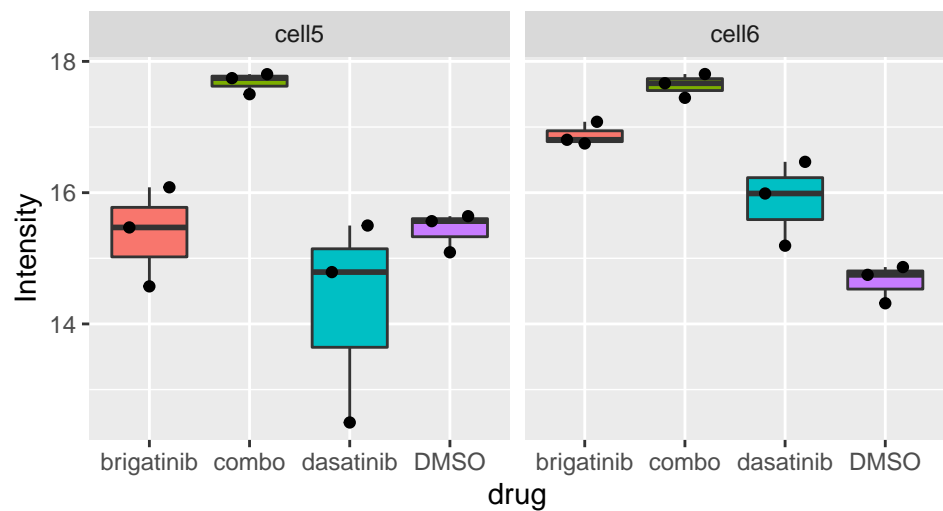 cell5 cell6
Intensity
18
16
14
brigatinib combo dasatinib DMSO brigatinib combo dasatinib DMSO
drug